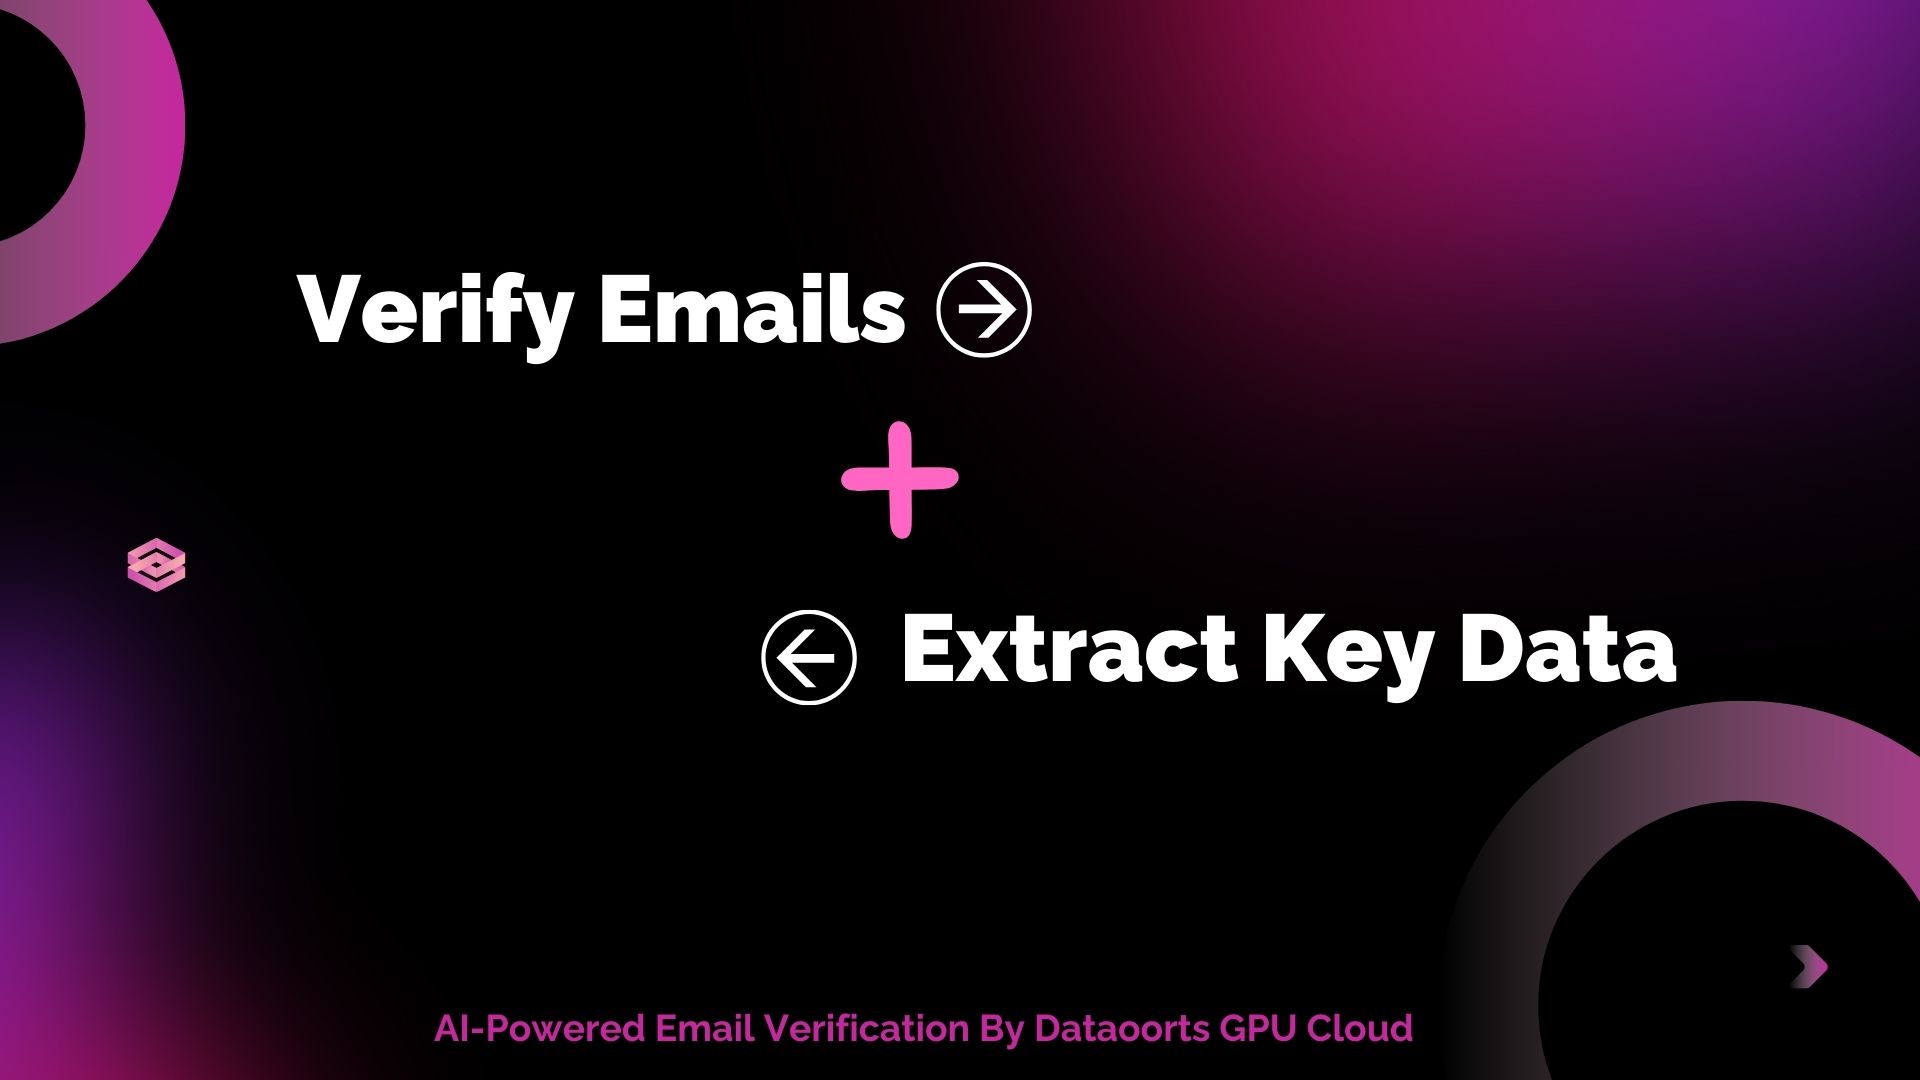 Verify Emails
Extract Key Data
AI-Powered Email Verification By Dataoorts GPU Cloud